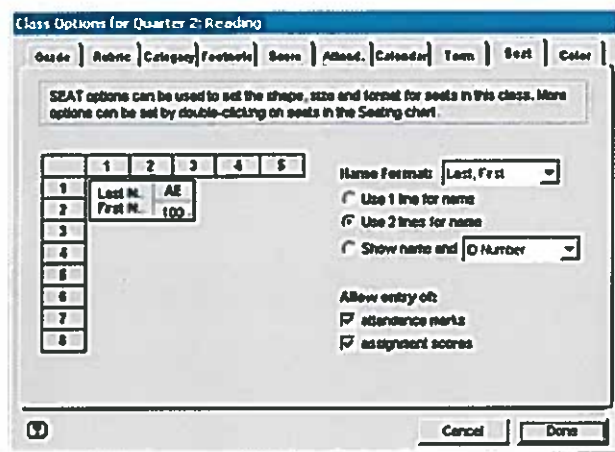 Class Options for Quarter 2: Reading
Grade Rubric Category Footnote Score Attend. Calendar Term Seat Color
SEAT options can be used to set the shape, size and format for seats in this class. More
options can be set by double-clicking on seats in the Seating chart.
1 2 3 4 5
1
2
3
4
5
6
7
8
Last N... AE
First N... 100
Name Format: Last, First
Use 1 line for name
Use 2 lines for name
Show name and ID Number
Allow entry of:
attendance marks
assignment scores
Cancel Done